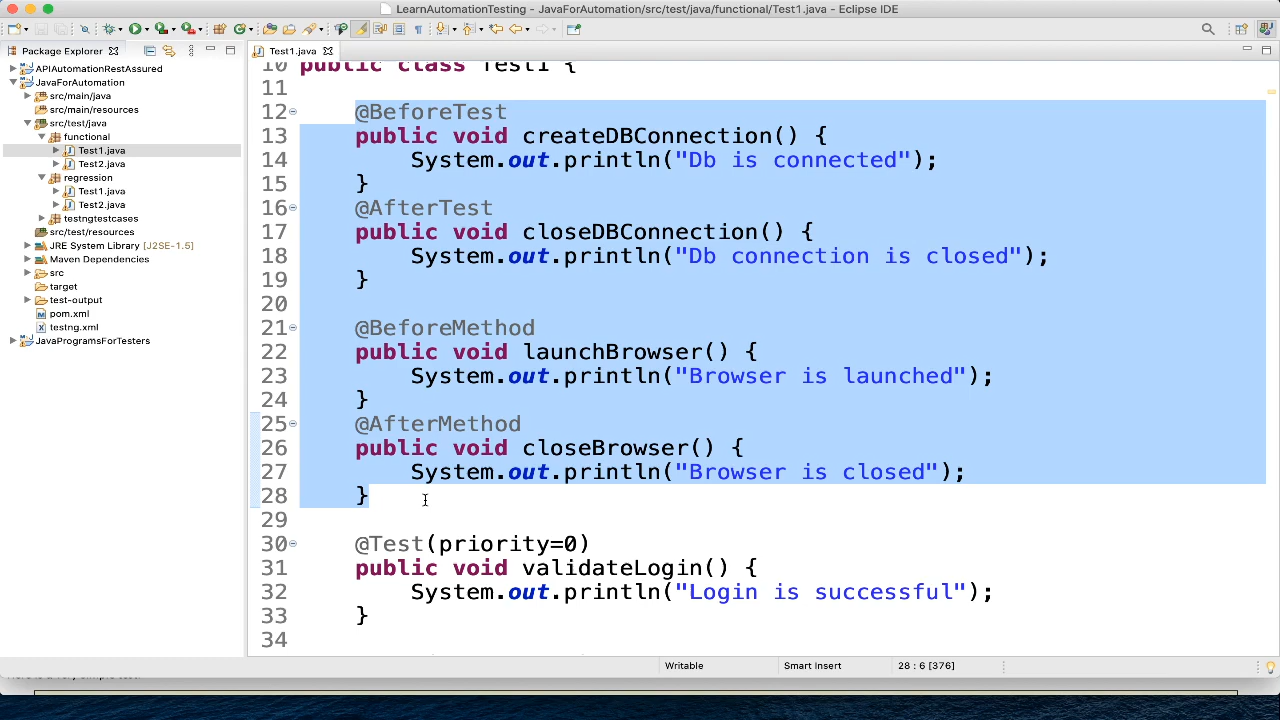 LearnAutomationTesting - JavaForAutomation/src/test/java/functional/Test1.java - Eclipse IDE
Package Explorer
Test1.java
APIAutomationRestAssured
JavaForAutomation
src/main/java
src/main/resources
src/test/java
functional
Test1.java
Test2.java
regression
Test1.java
Test2.java
testngtestcases
src/test/resources
JRE System Library [J2SE-1.5]
Maven Dependencies
src
target
test-output
pom.xml
testng.xml
JavaProgramsForTesters
10 public class Test1 {
11
12 @BeforeTest
13 public void createDBConnection() {
14 System.out.println("Db is connected");
15 }
16 @AfterTest
17 public void closeDBConnection() {
18 System.out.println("Db connection is closed");
19 }
20
21 @BeforeMethod
22 public void launchBrowser() {
23 System.out.println("Browser is launched");
24 }
25 @AfterMethod
26 public void closeBrowser() {
27 System.out.println("Browser is closed");
28 }
29
30 @Test(priority=0)
31 public void validateLogin() {
32 System.out.println("Login is successful");
33 }
34
Writable
Smart Insert
28 : 6 [376]